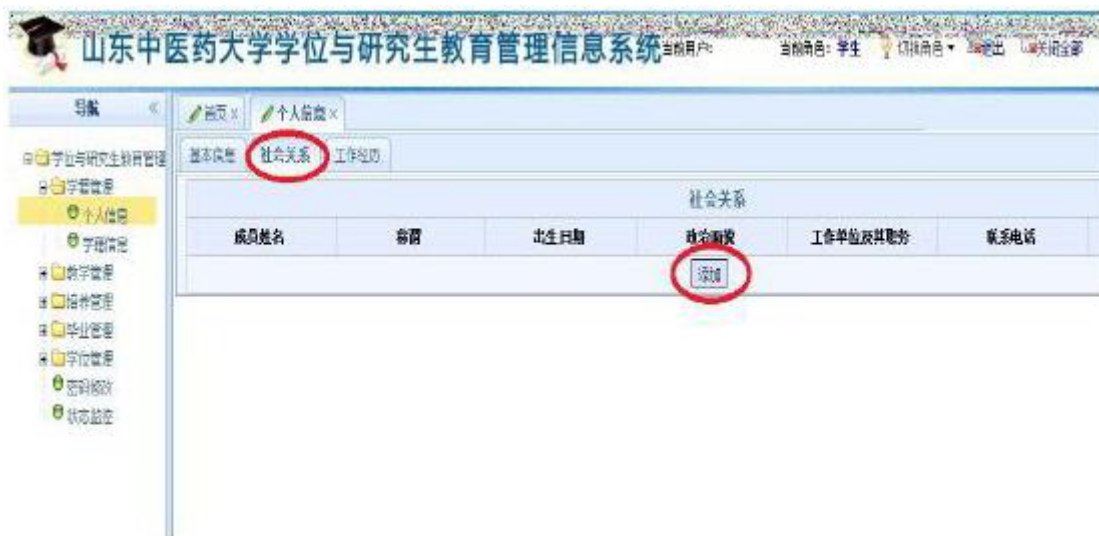 山东中医药大学学位与研究生教育管理信息系统 当前用户: 当前角色: 学生 切换角色 退出 关闭全部
导航
首页 个人信息
学位与研究生教育管理
基本信息 社会关系 工作经历
学籍管理
社会关系
个人信息
成员姓名 称谓 出生日期 政治面貌 工作单位及其职务 联系电话
学籍信息
添加
教学管理
培养管理
毕业管理
学位管理
密码修改
状态监控